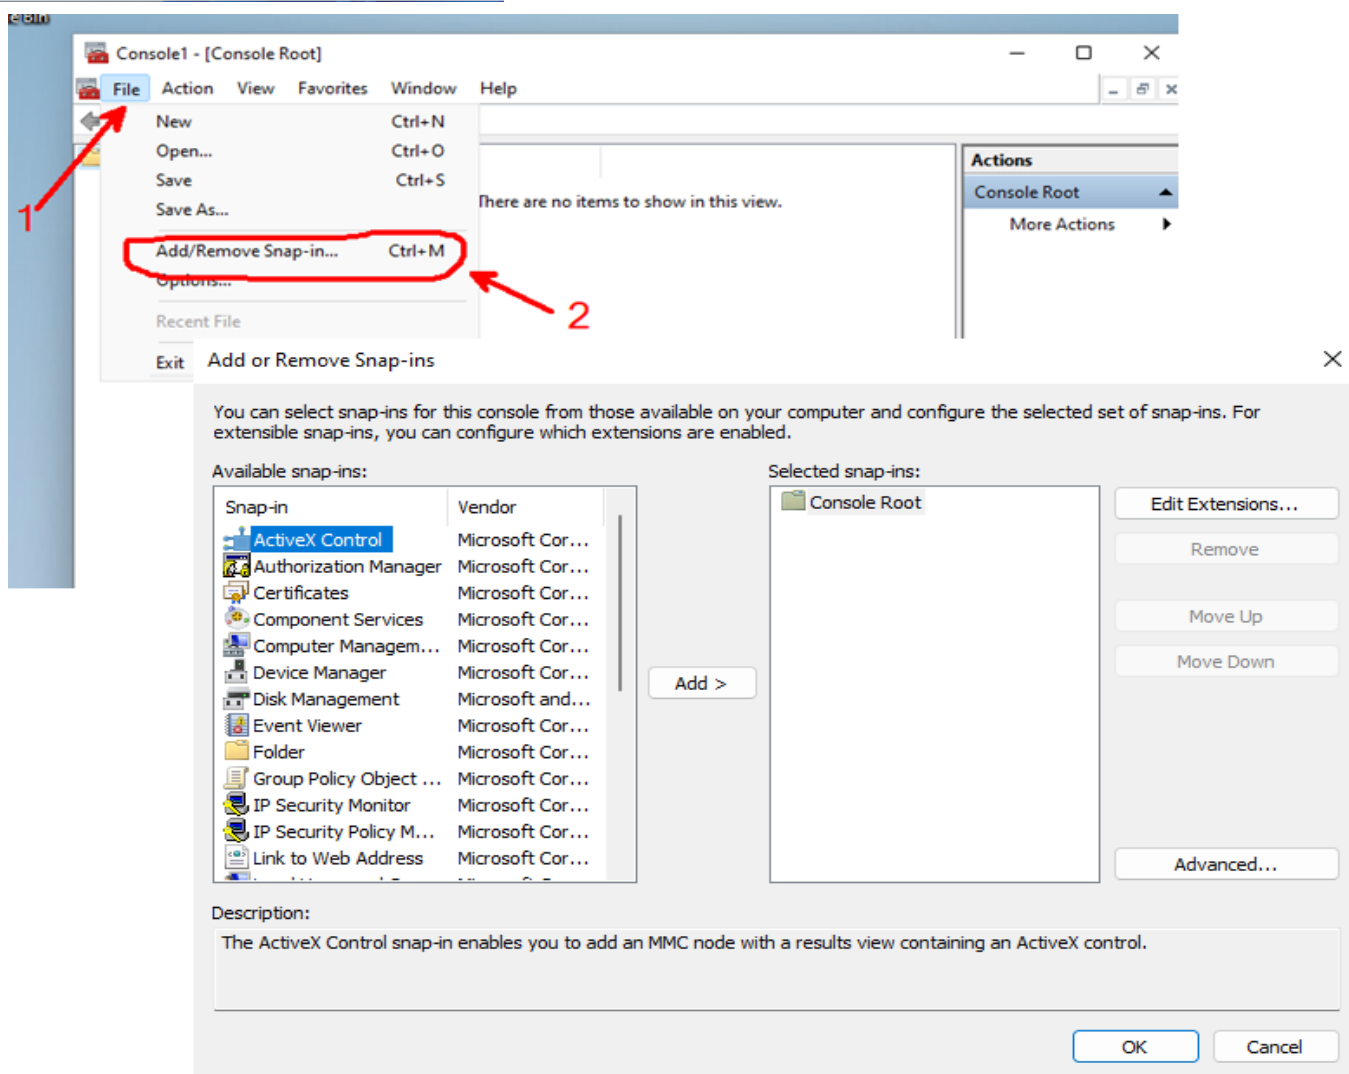 e Bin
Console1 - [Console Root]
File Action View Favorites Window Help
New Ctrl+N
Open... Ctrl+O
Save Ctrl+S
Save As...
Add/Remove Snap-in... Ctrl+M
Options...
Recent File
Exit
There are no items to show in this view.
Actions
Console Root
More Actions
1
2
Add or Remove Snap-ins
You can select snap-ins for this console from those available on your computer and configure the selected set of snap-ins. For
extensible snap-ins, you can configure which extensions are enabled.
Available snap-ins:
Snap-in Vendor
ActiveX Control Microsoft Cor...
Authorization Manager Microsoft Cor...
Certificates Microsoft Cor...
Component Services Microsoft Cor...
Computer Managem... Microsoft Cor...
Device Manager Microsoft Cor...
Disk Management Microsoft and...
Event Viewer Microsoft Cor...
Folder Microsoft Cor...
Group Policy Object ... Microsoft Cor...
IP Security Monitor Microsoft Cor...
IP Security Policy M... Microsoft Cor...
Link to Web Address Microsoft Cor...
Add >
Selected snap-ins:
Console Root
Edit Extensions...
Remove
Move Up
Move Down
Advanced...
Description:
The ActiveX Control snap-in enables you to add an MMC node with a results view containing an ActiveX control.
OK Cancel